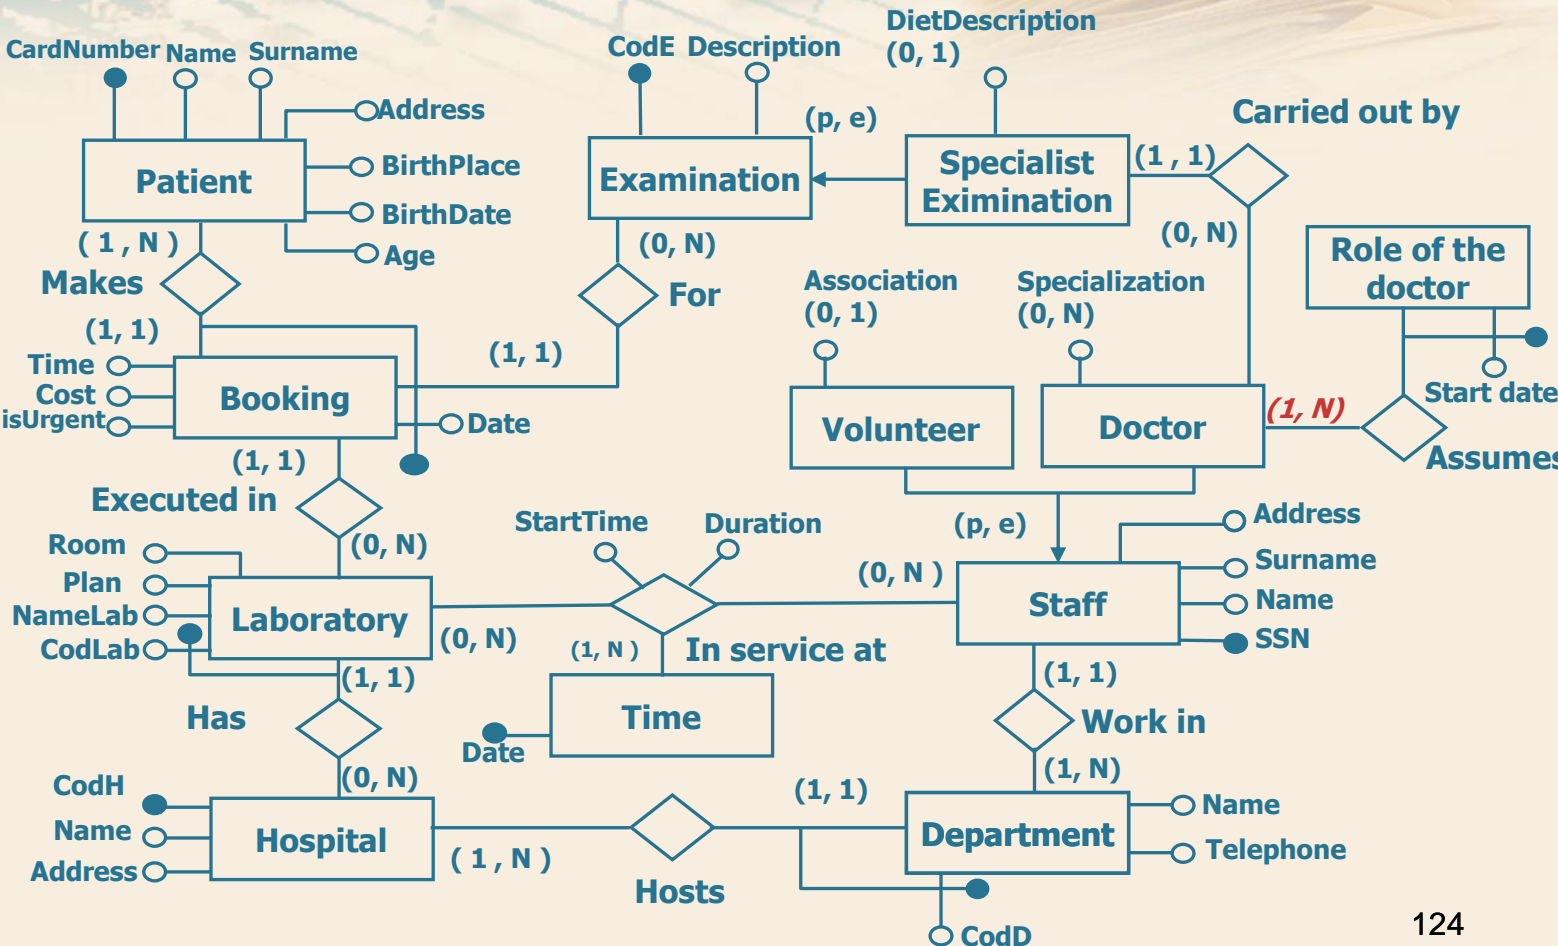 DietDescription
(0, 1)
CardNumber Name Surname
CodE Description
Address
(p, e)
Carried out by
Patient
BirthPlace
BirthDate
Age
Examination
Specialist
Eximination
(1 , 1)
( 1 , N )
Makes
(0, N)
For
(0, N)
Role of the
doctor
Association
(0, 1)
Specialization
(0, N)
(1, 1)
(1, 1)
Time
Cost
isUrgent
Booking
Date
Volunteer
Doctor
(1, N)
Start date
Assumes
(1, 1)
Executed in
(0, N)
StartTime
Duration
(p, e)
Address
Surname
Name
SSN
Room
Plan
NameLab
CodLab
Laboratory
(0, N)
(0, N )
Staff
(1, N )
In service at
(1, 1)
Has
Time
Date
(1, 1)
Work in
(0, N)
(1, N)
CodH
Name
Address
Hospital
( 1 , N )
Hosts
(1, 1)
Department
Name
Telephone
CodD
124